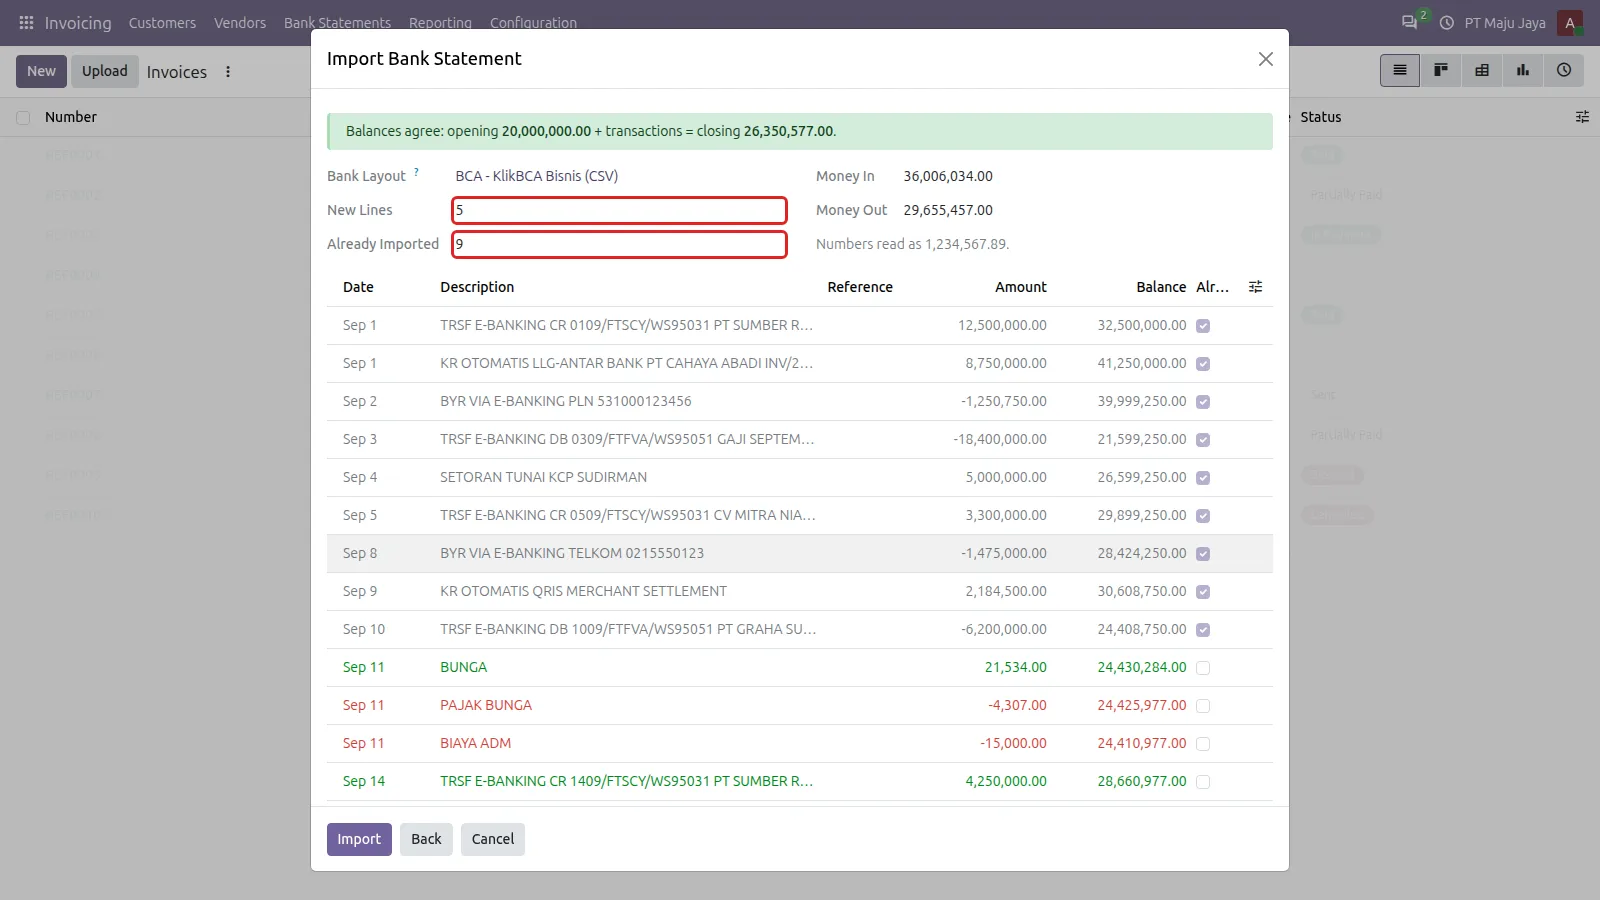 Invoicing Customers Vendors Bank Statements Reporting Configuration 2 PT Maju Jaya A
Import Bank Statement
New Upload Invoices
Number Status
Balances agree: opening 20,000,000.00 + transactions = closing 26,350,577.00.
Bank Layout ? BCA - KlikBCA Bisnis (CSV) Money In 36,006,034.00
New Lines 5 Money Out 29,655,457.00
Already Imported 9 Numbers read as 1,234,567.89.
Date Description Reference Amount Balance Alr...
Sep 1 TRSF E-BANKING CR 0109/FTSCY/WS95031 PT SUMBER R... 12,500,000.00 32,500,000.00
Sep 1 KR OTOMATIS LLG-ANTAR BANK PT CAHAYA ABADI INV/2... 8,750,000.00 41,250,000.00
Sep 2 BYR VIA E-BANKING PLN 531000123456 -1,250,750.00 39,999,250.00
Sep 3 TRSF E-BANKING DB 0309/FTFVA/WS95051 GAJI SEPTEM... -18,400,000.00 21,599,250.00
Sep 4 SETORAN TUNAI KCP SUDIRMAN 5,000,000.00 26,599,250.00
Sep 5 TRSF E-BANKING CR 0509/FTSCY/WS95031 CV MITRA NIA... 3,300,000.00 29,899,250.00
Sep 8 BYR VIA E-BANKING TELKOM 0215550123 -1,475,000.00 28,424,250.00
Sep 9 KR OTOMATIS QRIS MERCHANT SETTLEMENT 2,184,500.00 30,608,750.00
Sep 10 TRSF E-BANKING DB 1009/FTFVA/WS95051 PT GRAHA SU... -6,200,000.00 24,408,750.00
Sep 11 BUNGA 21,534.00 24,430,284.00
Sep 11 PAJAK BUNGA -4,307.00 24,425,977.00
Sep 11 BIAYA ADM -15,000.00 24,410,977.00
Sep 14 TRSF E-BANKING CR 1409/FTSCY/WS95031 PT SUMBER R... 4,250,000.00 28,660,977.00
Partially Paid
Sent
Partially Paid
Import Back Cancel